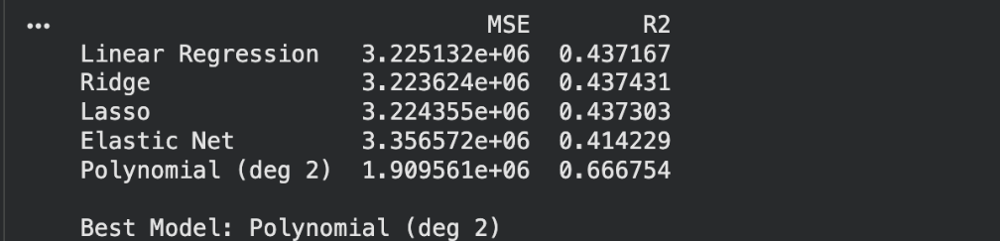 ... MSE R2
Linear Regression 3.225132e+06 0.437167
Ridge 3.223624e+06 0.437431
Lasso 3.224355e+06 0.437303
Elastic Net 3.356572e+06 0.414229
Polynomial (deg 2) 1.909561e+06 0.666754
Best Model: Polynomial (deg 2)